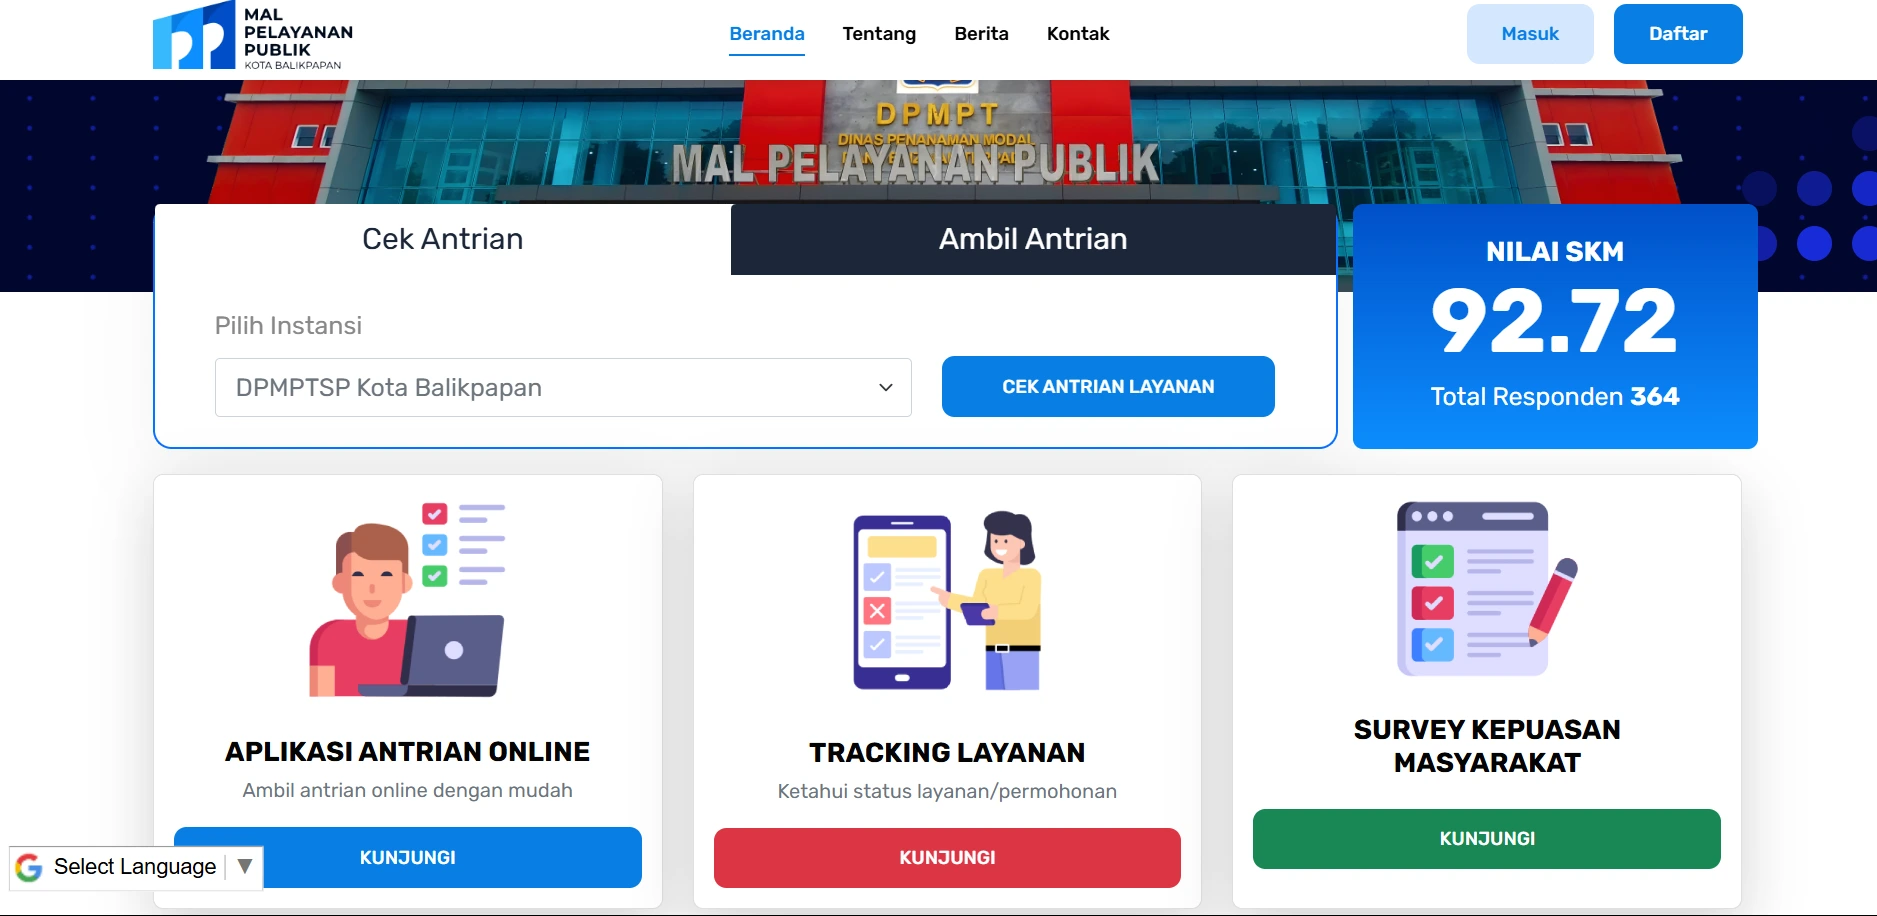 MAL
PELAYANAN
PUBLIK
KOTA BALIKPAPAN
Beranda
Tentang
Berita
Kontak
Masuk
Daftar
DPMPT
DINAS PENANAMAN MODAL
MAL PELAYANAN PUBLIK
Cek Antrian
Ambil Antrian
Pilih Instansi
DPMPTSP Kota Balikpapan
CEK ANTRIAN LAYANAN
NILAI SKM
92.72
Total Responden 364
APLIKASI ANTRIAN ONLINE
Ambil antrian online dengan mudah
KUNJUNGI
TRACKING LAYANAN
Ketahui status layanan/permohonan
KUNJUNGI
SURVEY KEPUASAN
MASYARAKAT
KUNJUNGI
Select Language ▼